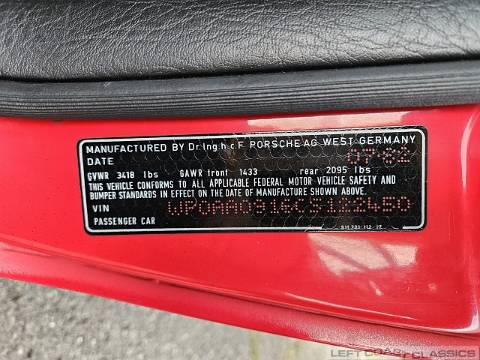 MANUFACTURED BY Dr.Ing.h.c.F. PORSCHE AG WEST GERMANY
DATE 07 82
GVWR 3418 lbs GAWR front 1433 rear 2095 lbs
THIS VEHICLE CONFORMS TO ALL APPLICABLE FEDERAL MOTOR VEHICLE SAFETY AND
BUMPER STANDARDS IN EFFECT ON THE DATE OF MANUFACTURE SHOWN ABOVE
VIN WP0AA0916CS122450
PASSENGER CAR
LEFT COAST CLASSICS